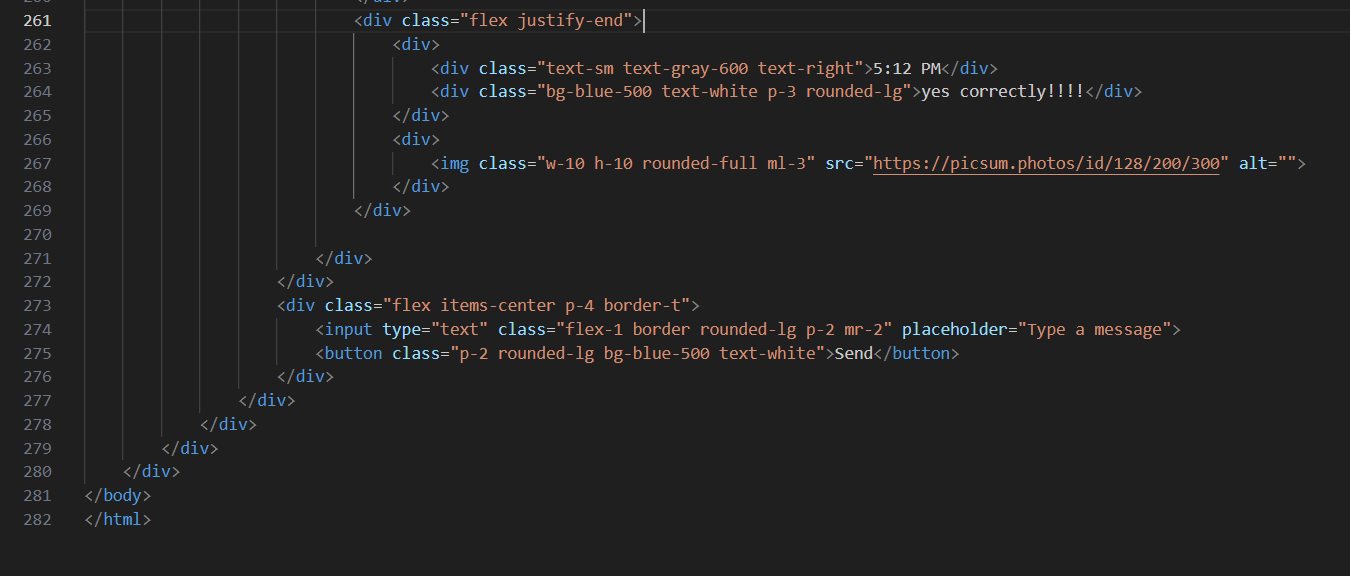 261 <div class="flex justify-end">
262 <div>
263 <div class="text-sm text-gray-600 text-right">5:12 PM</div>
264 <div class="bg-blue-500 text-white p-3 rounded-lg">yes correctly!!!!</div>
265 </div>
266 <div>
267 <img class="w-10 h-10 rounded-full ml-3" src="https://picsum.photos/id/128/200/300" alt="">
268 </div>
269 </div>
270
271 </div>
272 </div>
273 <div class="flex items-center p-4 border-t">
274 <input type="text" class="flex-1 border rounded-lg p-2 mr-2" placeholder="Type a message">
275 <button class="p-2 rounded-lg bg-blue-500 text-white">Send</button>
276 </div>
277 </div>
278 </div>
279 </div>
280 </div>
281 </body>
282 </html>